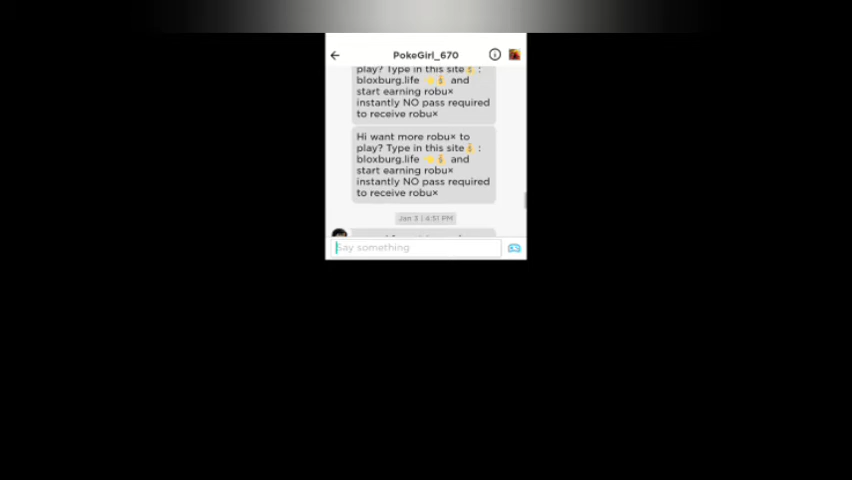 PokeGirl_670
play? Type in this site :
bloxburg.life and
start earning robu×
instantly NO pass required
to receive robu×
Hi want more robu× to
play? Type in this site :
bloxburg.life and
start earning robu×
instantly NO pass required
to receive robu×
Jan 3 | 4:51 PM
Say something